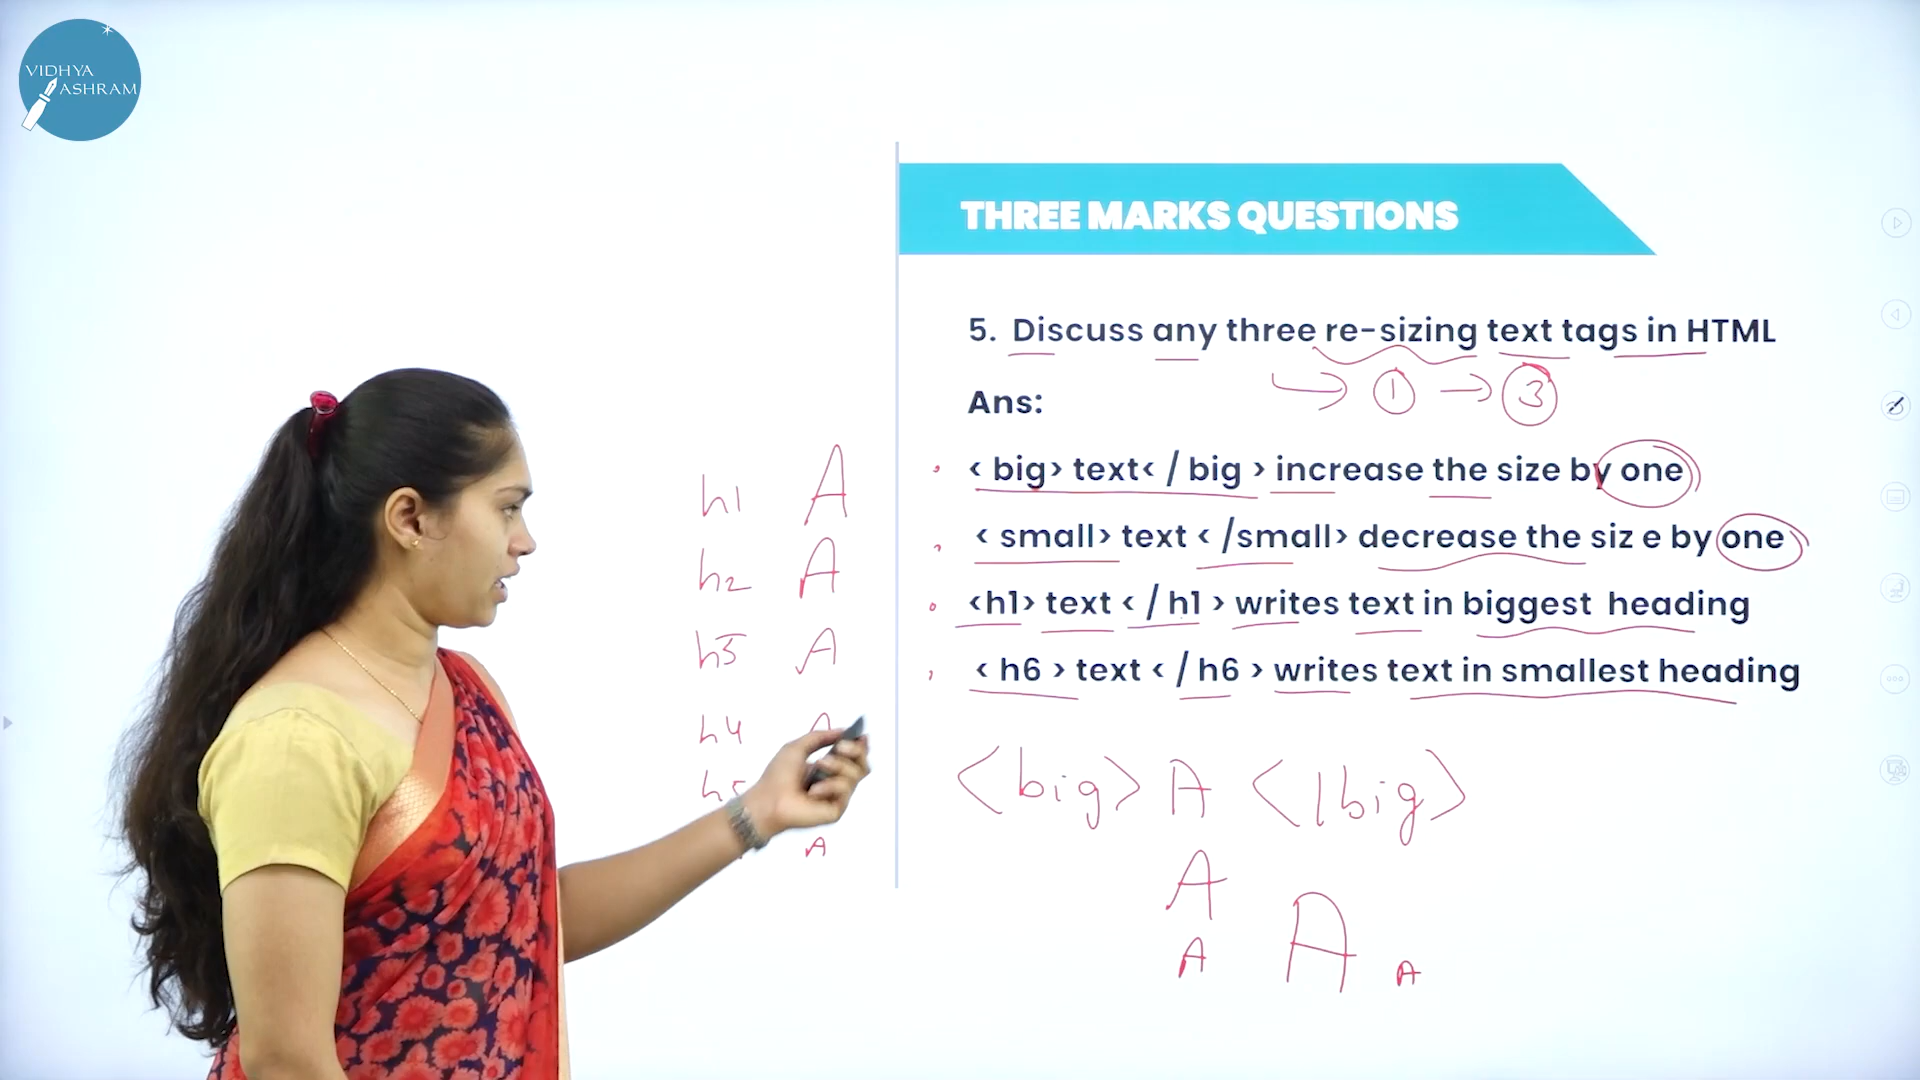 VIDHYA
ASHRAM
THREE MARKS QUESTIONS
5. Discuss any three re-sizing text tags in HTML
→ 1 → 3
Ans:
< big> text< / big > increase the size by one
< small> text < /small> decrease the siz e by one
<h1> text < / h1 > writes text in biggest heading
< h6 > text < / h6 > writes text in smallest heading
h1 A
h2 A
A
h4 A
A
<big> A </big>
A
A A A